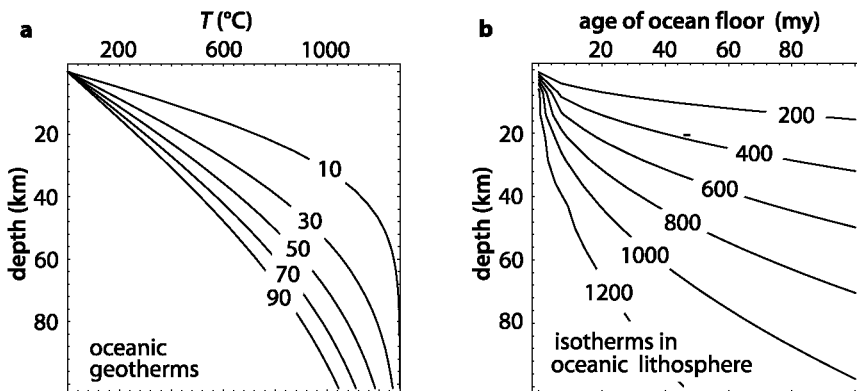 a
T (°C)
200 600 1000
depth (km)
20
40
60
80
10
30
50
70
90
oceanic
geotherms
b
age of ocean floor (my)
20 40 60 80
depth (km)
20
40
60
80
200
400
600
800
1000
1200
isotherms in
oceanic lithosphere